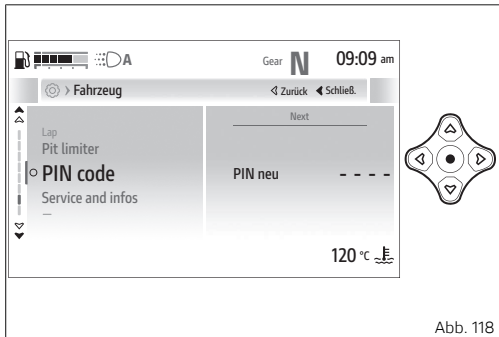 A Gear N 09:09 am
› Fahrzeug Zurück Schließ.
Next
Lap
Pit limiter
PIN code
PIN neu - - - -
Service and infos
120 °C
Abb. 118